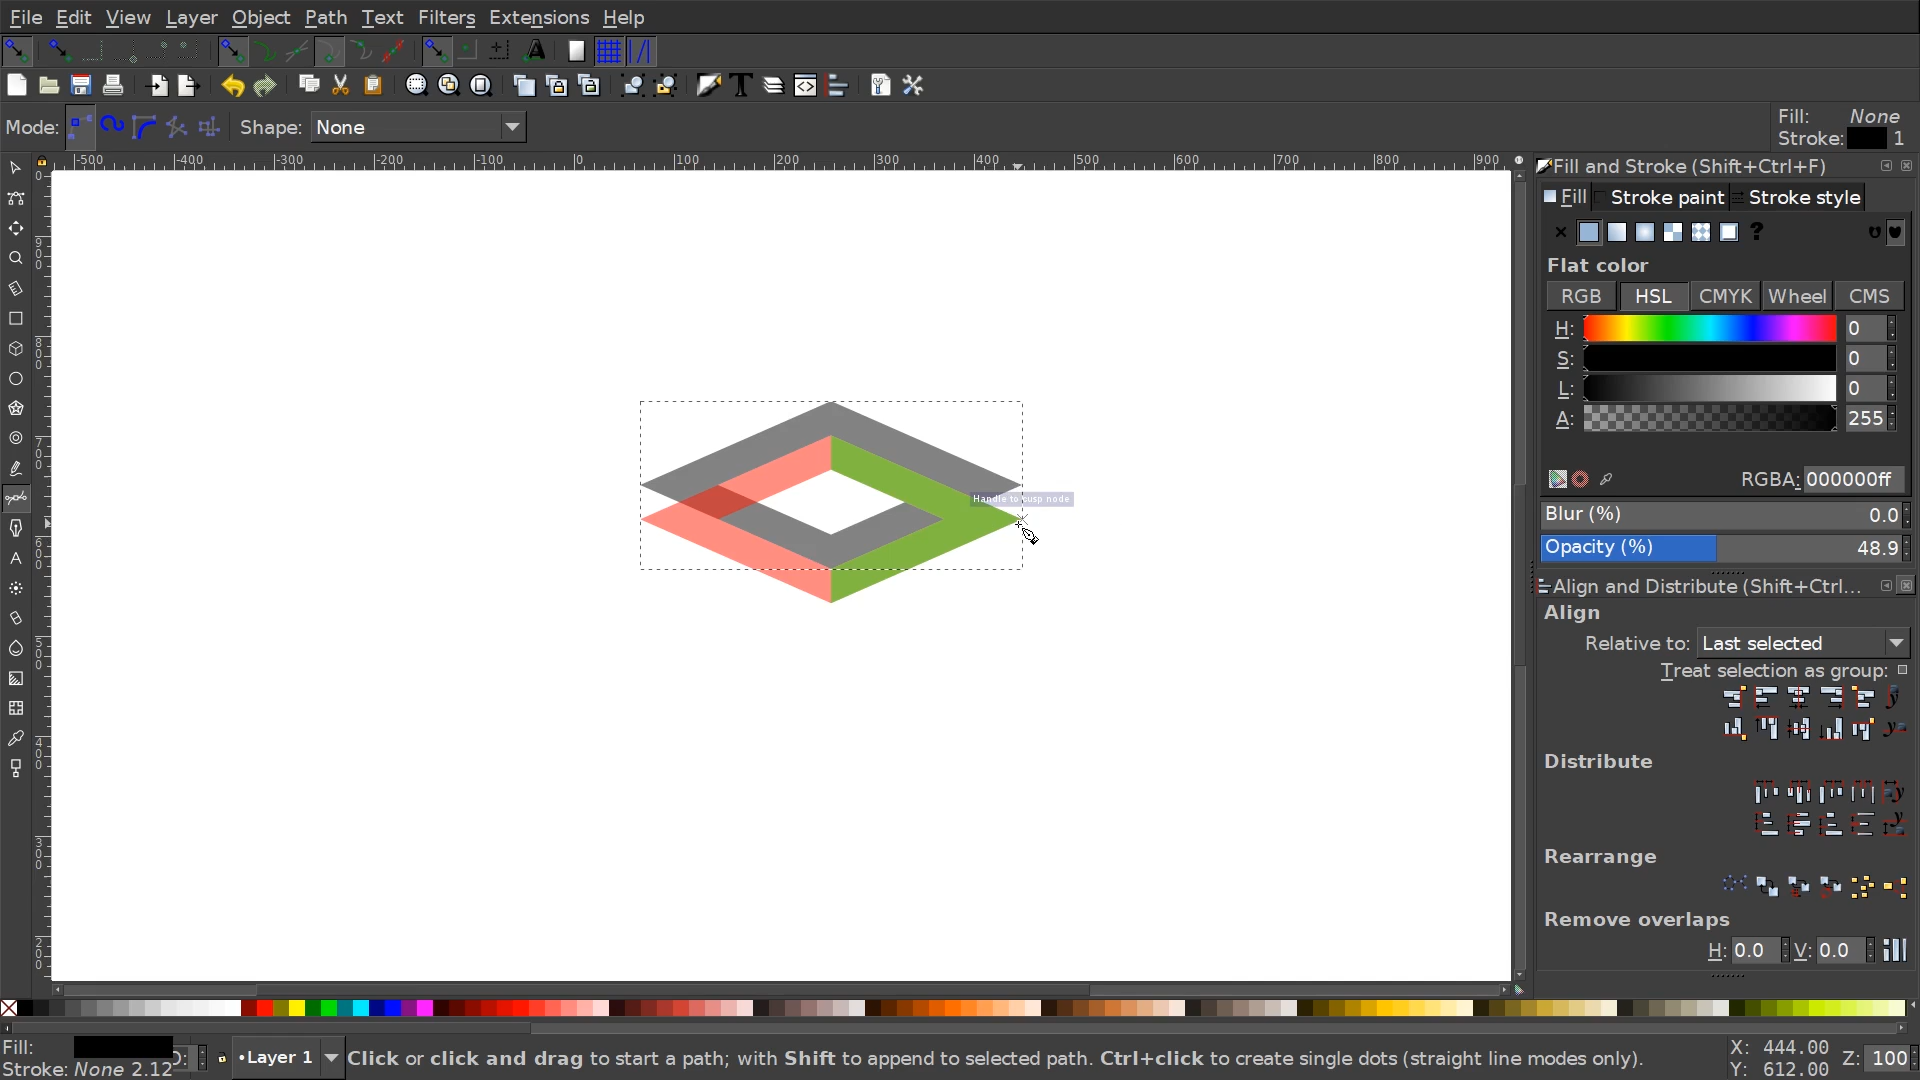 File Edit View Layer Object Path Text Filters Extensions Help
Mode: Shape: None
Fill: None
Stroke: 1
-500 -400 -300 -200 -100 0 100 200 300 400 500 600 700 800 900
Fill and Stroke (Shift+Ctrl+F)
Fill Stroke paint Stroke style
Flat color
RGB HSL CMYK Wheel CMS
H: 0
S: 0
L: 0
A: 255
RGBA: 000000ff
Blur (%) 0.0
Opacity (%) 48.9
Handle to cusp node
Align and Distribute (Shift+Ctrl...
Align
Relative to: Last selected
Treat selection as group:
Distribute
Rearrange
Remove overlaps
H: 0.0 V: 0.0
Fill:
Stroke: None 2.12
•Layer 1
Click or click and drag to start a path; with Shift to append to selected path. Ctrl+click to create single dots (straight line modes only).
X: 444.00
Y: 612.00
Z: 100